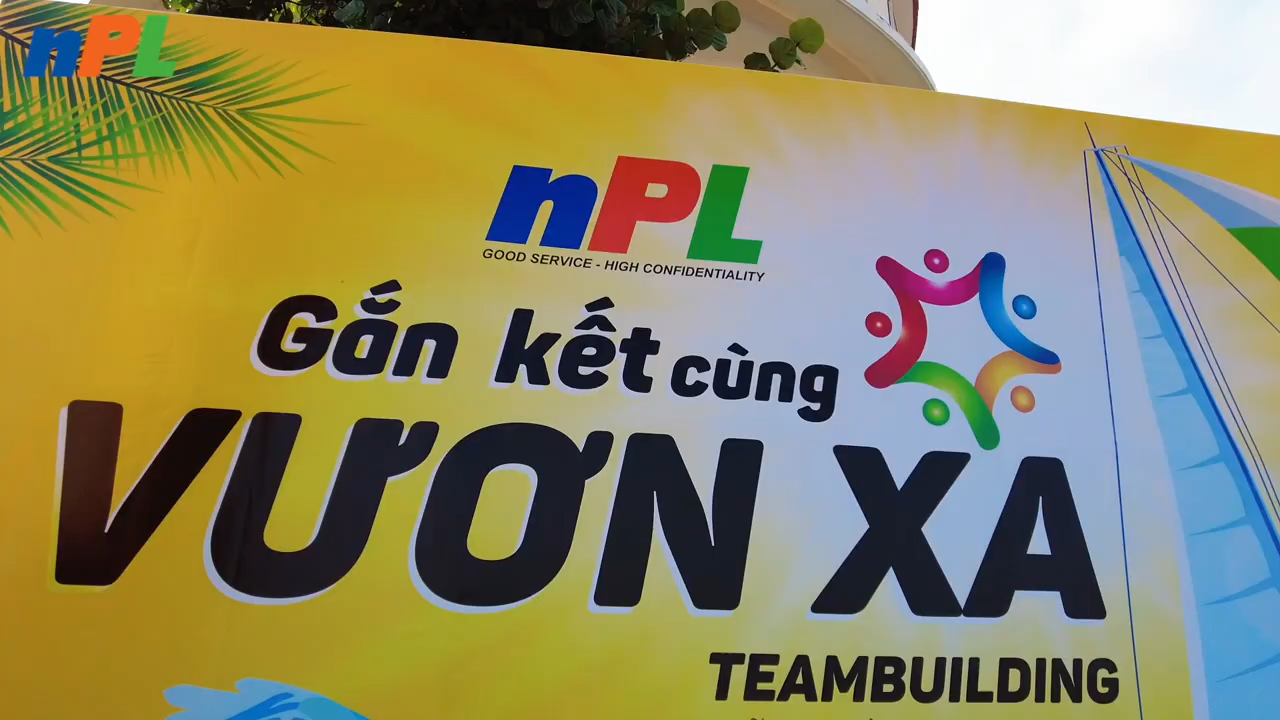 nPL
nPL
GOOD SERVICE - HIGH CONFIDENTIALITY
Gắn kết cùng
VƯƠN XA
TEAMBUILDING